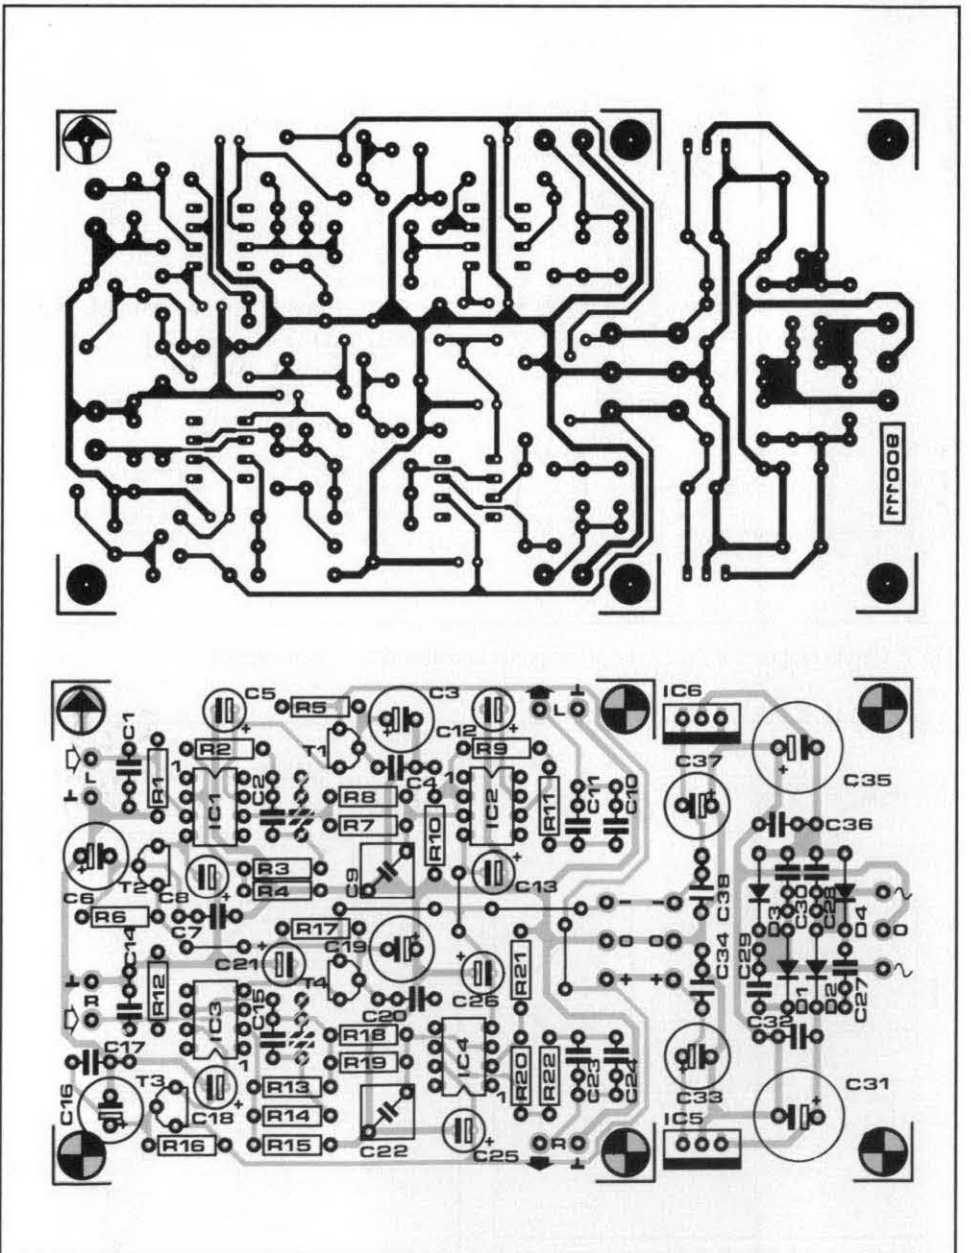 800111
C5
R5
C3
L
IC6
C1
R2
T1
C12
R9
C37
L
R1
1
C2
C4
1
C35
IC1
R8
IC2
R11
C11
C10
R7
R10
C36
T2
R3
C9
C13
C6
C8
R4
C38
C30
C28
R6
C7
R17
D3
D4
C14
C19
C34
C29
O
C21
R21
R
R12
T4
C26
D1
D2
C27
C15
C20
C32
IC3
R18
IC4
C17
1
R19
R20
R22
C23
C24
T3
R13
1
C33
C31
C16
C18
R14
IC5
R16
R15
C22
C25
R
- -
O O
+ +